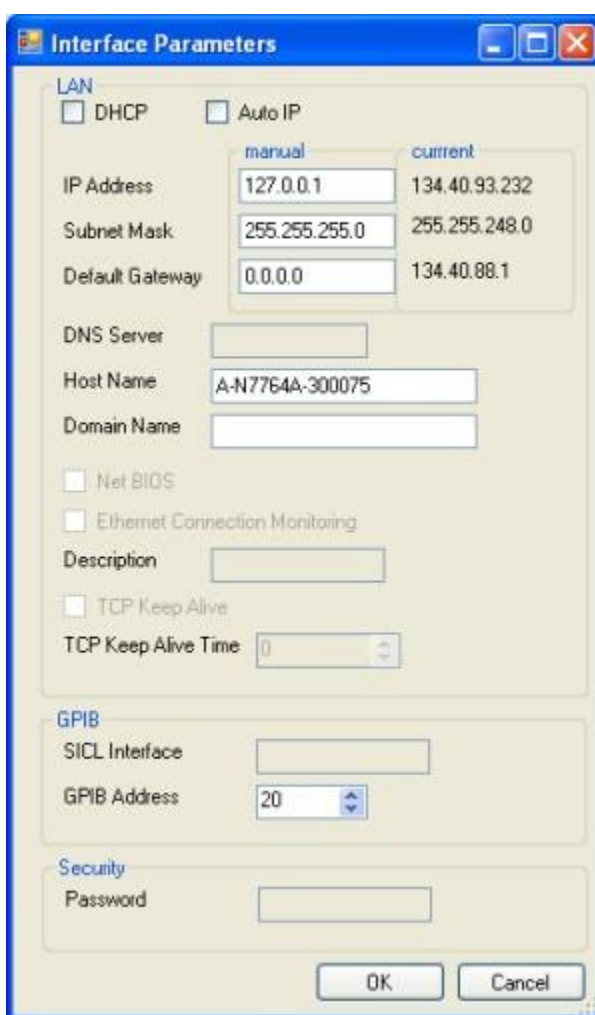 Interface Parameters
LAN
DHCP Auto IP
manual currrent
IP Address 127.0.0.1 134.40.93.232
Subnet Mask 255.255.255.0 255.255.248.0
Default Gateway 0.0.0.0 134.40.88.1
DNS Server
Host Name A-N7764A-300075
Domain Name
Net BIOS
Ethernet Connection Monitoring
Description
TCP Keep Alive
TCP Keep Alive Time 0
GPIB
SICL Interface
GPIB Address 20
Security
Password
OK Cancel